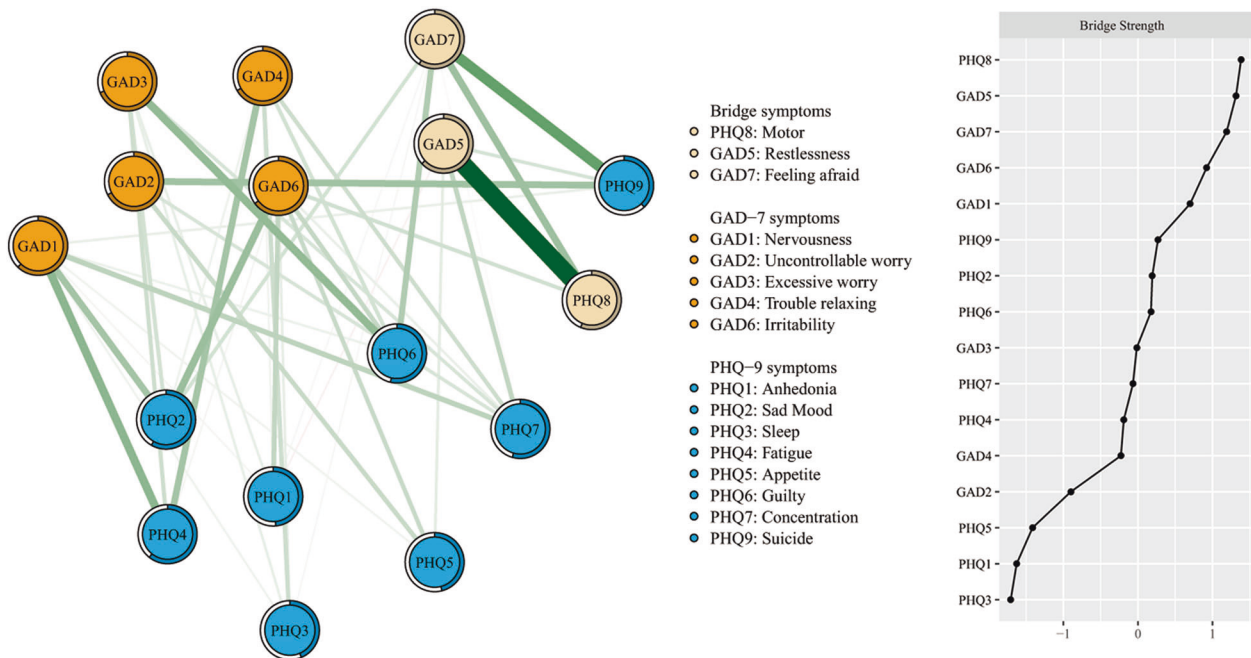 GAD7
GAD3
GAD4
GAD5
GAD2
GAD6
PHQ9
GAD1
PHQ8
PHQ6
PHQ2
PHQ7
PHQ1
PHQ4
PHQ5
PHQ3
Bridge symptoms
PHQ8: Motor
GAD5: Restlessness
GAD7: Feeling afraid
GAD−7 symptoms
GAD1: Nervousness
GAD2: Uncontrollable worry
GAD3: Excessive worry
GAD4: Trouble relaxing
GAD6: Irritability
PHQ−9 symptoms
PHQ1: Anhedonia
PHQ2: Sad Mood
PHQ3: Sleep
PHQ4: Fatigue
PHQ5: Appetite
PHQ6: Guilty
PHQ7: Concentration
PHQ9: Suicide
Bridge Strength
PHQ8
GAD5
GAD7
GAD6
GAD1
PHQ9
PHQ2
PHQ6
GAD3
PHQ7
PHQ4
GAD4
GAD2
PHQ5
PHQ1
PHQ3
−1 0 1